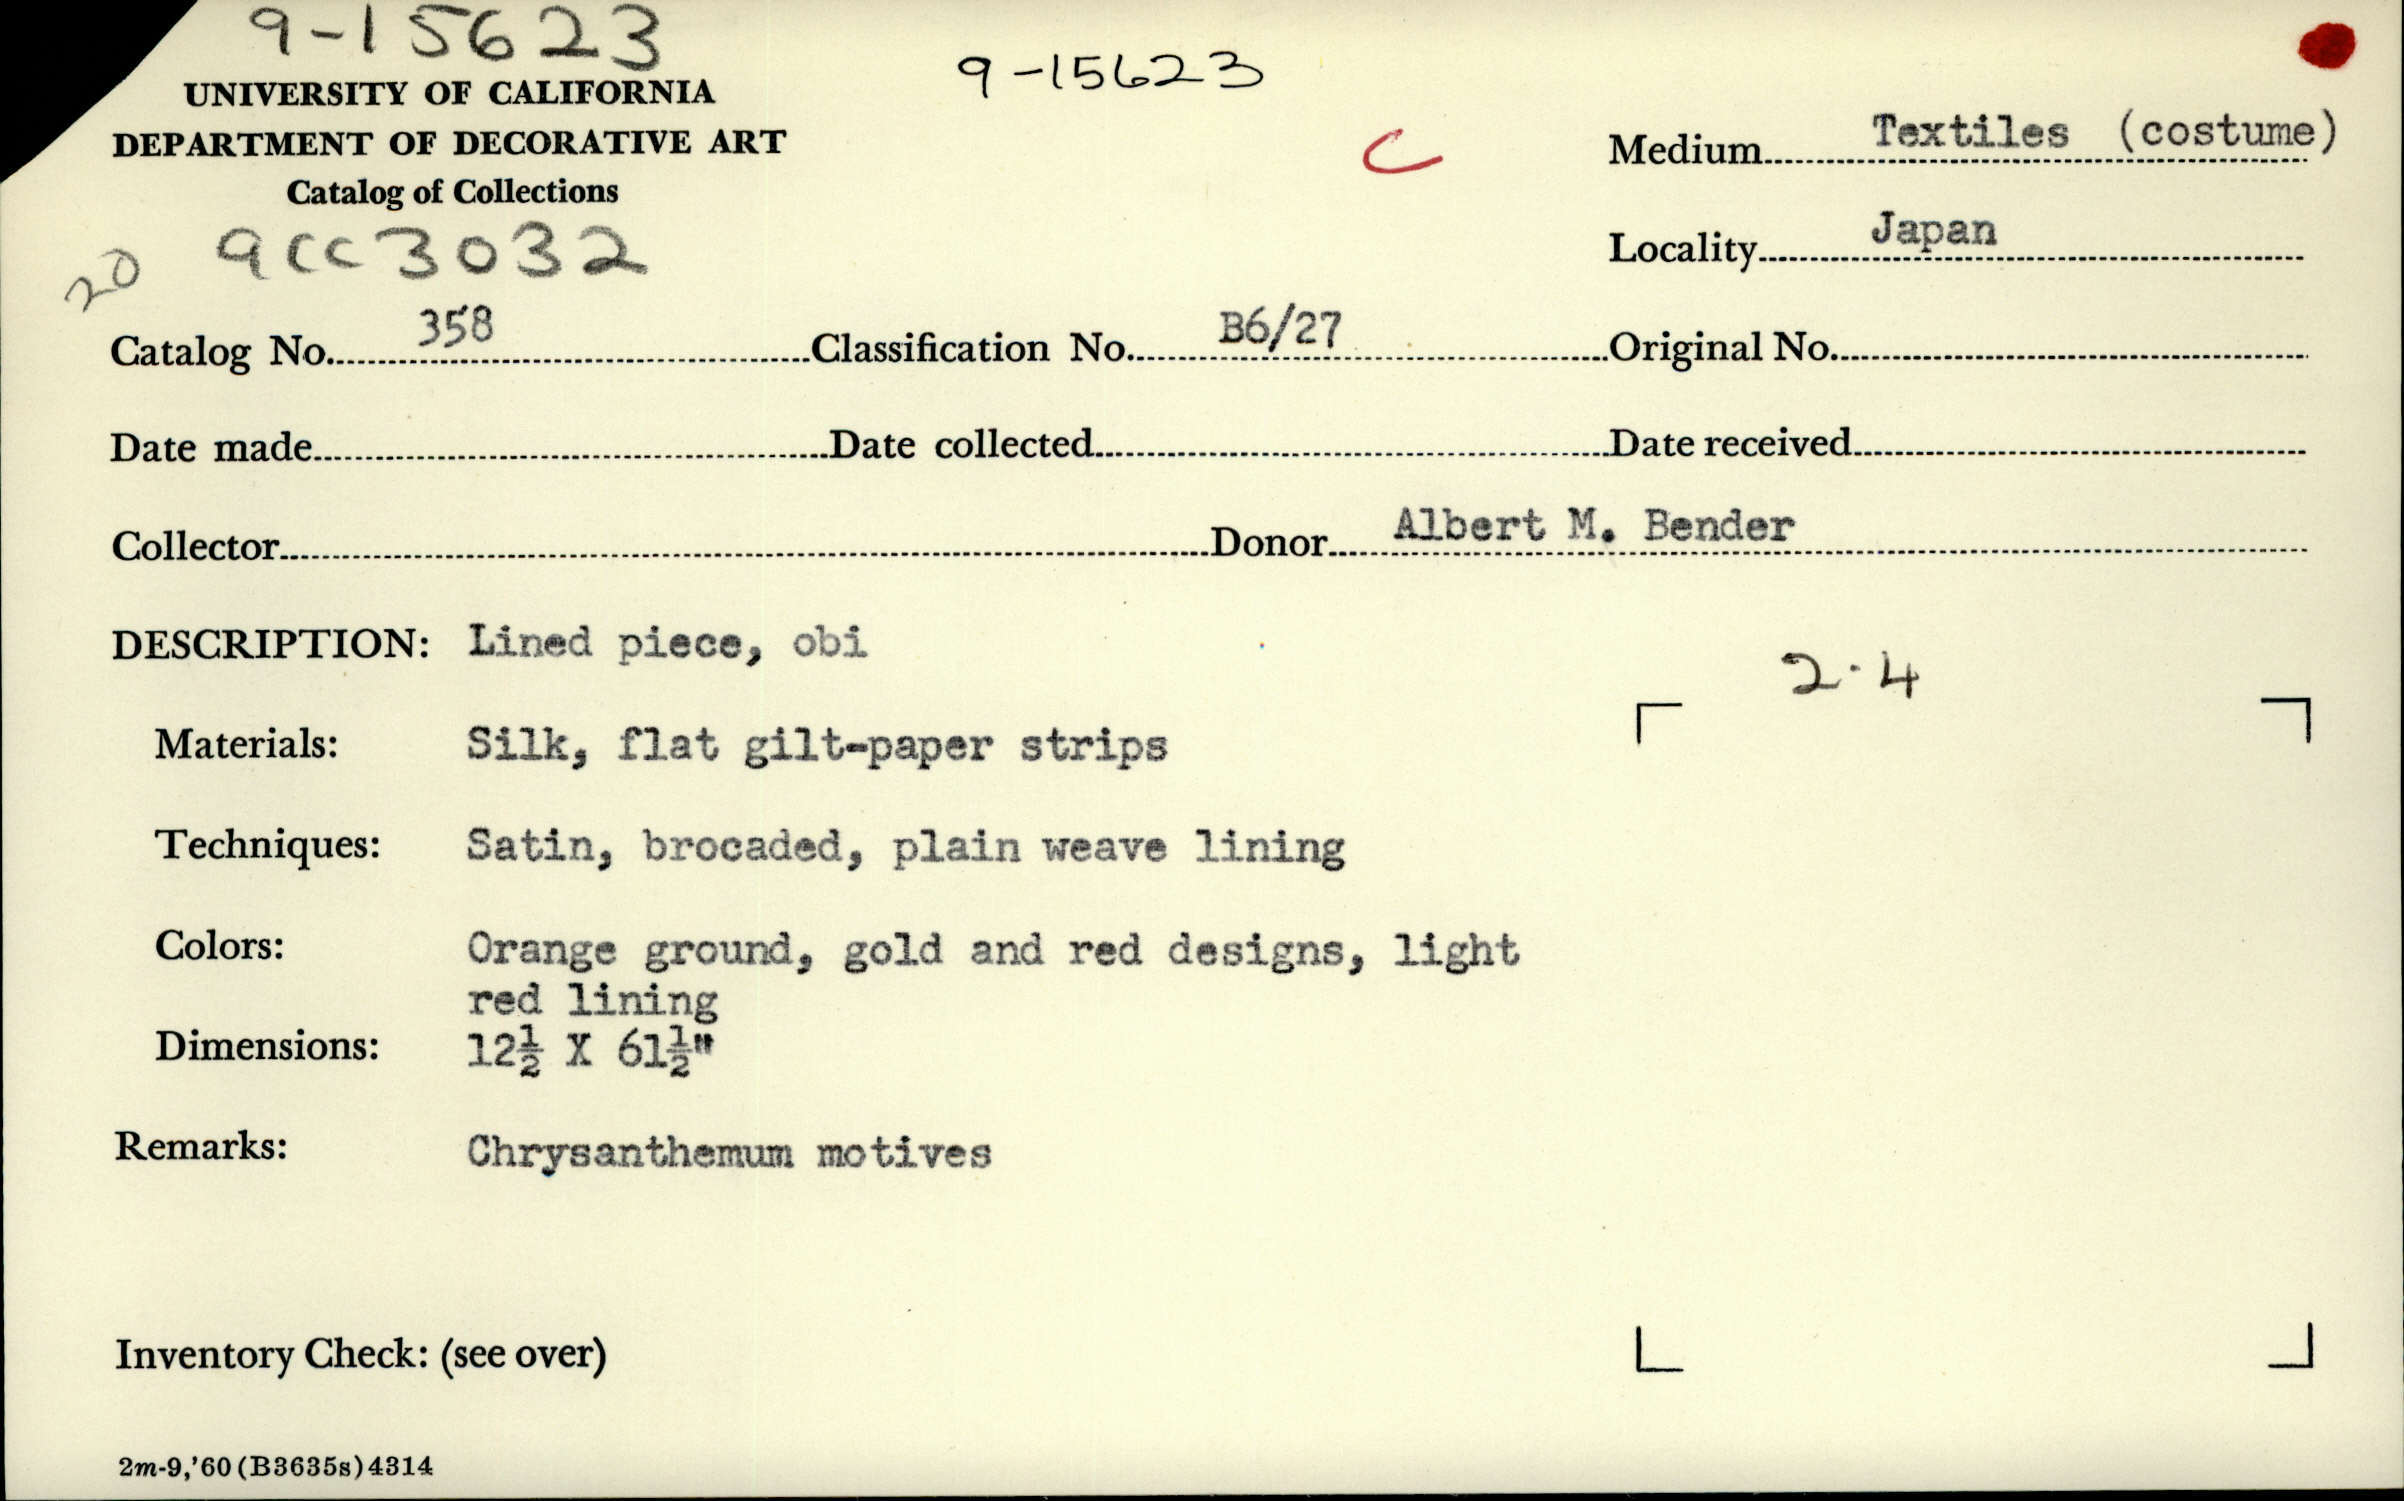 9-15623
9-15623
UNIVERSITY OF CALIFORNIA
DEPARTMENT OF DECORATIVE ART
Catalog of Collections
C
Medium Textiles (costume)
Locality Japan
20 acc 3032
Catalog No. 358 Classification No. B6/27 Original No.
Date made Date collected Date received
Collector Donor Albert M. Bender
DESCRIPTION: Lined piece, obi
2.4
Materials: Silk, flat gilt-paper strips
Techniques: Satin, brocaded, plain weave lining
Colors: Orange ground, gold and red designs, light
red lining
Dimensions: 12½ X 61½"
Remarks: Chrysanthemum motives
Inventory Check: (see over)
2m-9,'60(B3635s)4314